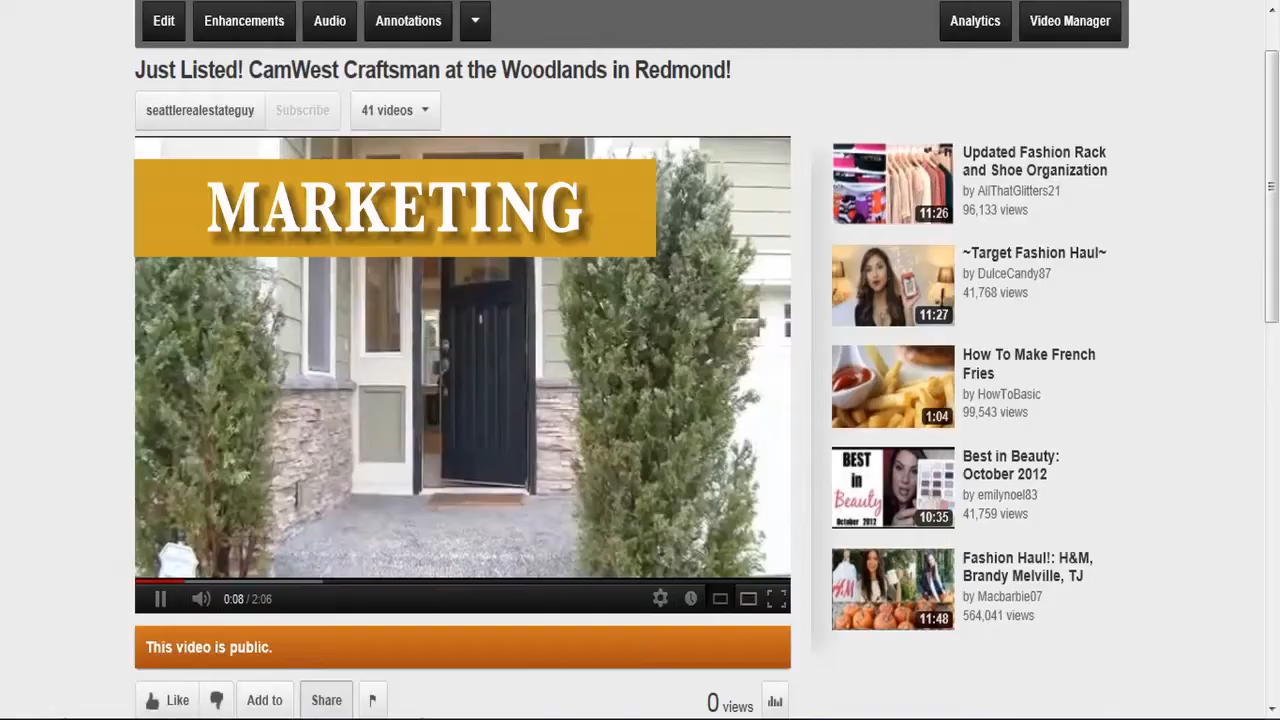 Edit
Enhancements
Audio
Annotations
Analytics
Video Manager
Just Listed! CamWest Craftsman at the Woodlands in Redmond!
seattlerealestateguy
Subscribe
41 videos
MARKETING
0:08 / 2:06
This video is public.
Like
Add to
Share
0 views
11:26
Updated Fashion Rack
and Shoe Organization
by AllThatGlitters21
96,133 views
11:27
~Target Fashion Haul~
by DulceCandy87
41,768 views
1:04
How To Make French
Fries
by HowToBasic
99,543 views
BEST
in
Beauty
October 2012
10:35
Best in Beauty:
October 2012
by emilynoel83
41,759 views
H&M
11:48
Fashion Haul!: H&M,
Brandy Melville, TJ
by Macbarbie07
564,041 views